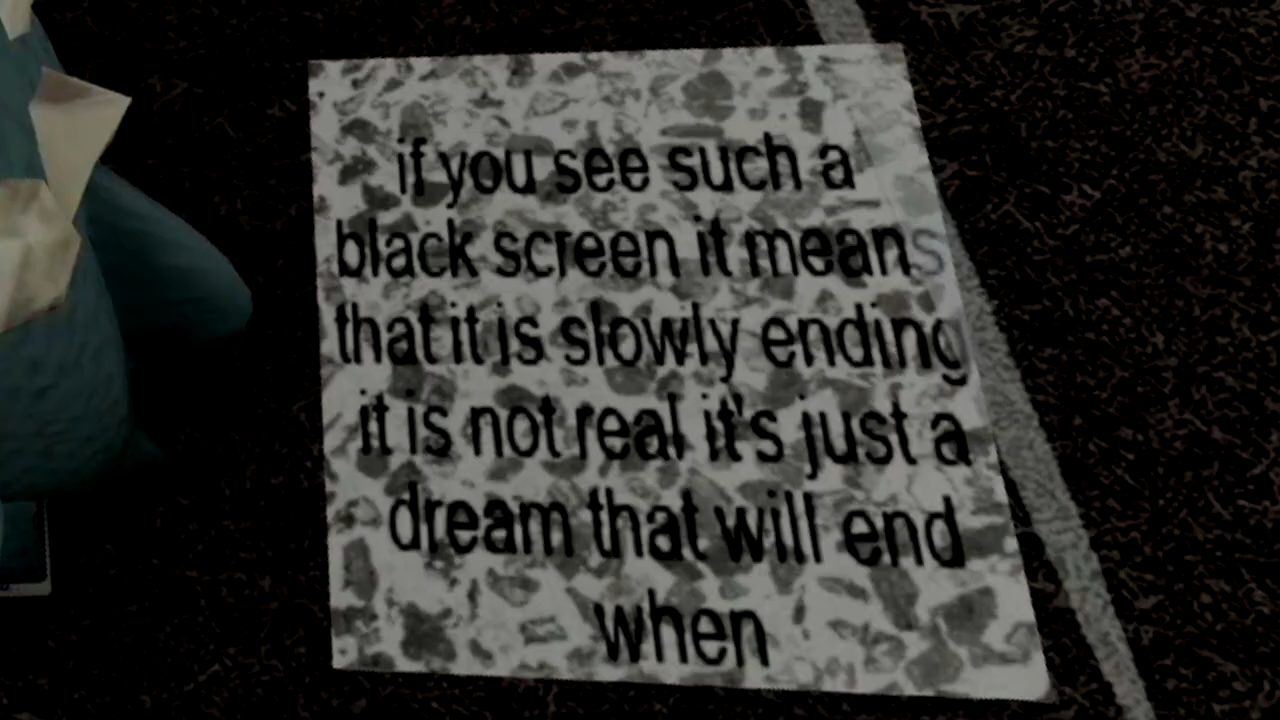 if you see such a
black screen it means
that it is slowly ending
it is not real it's just a
dream that will end
when